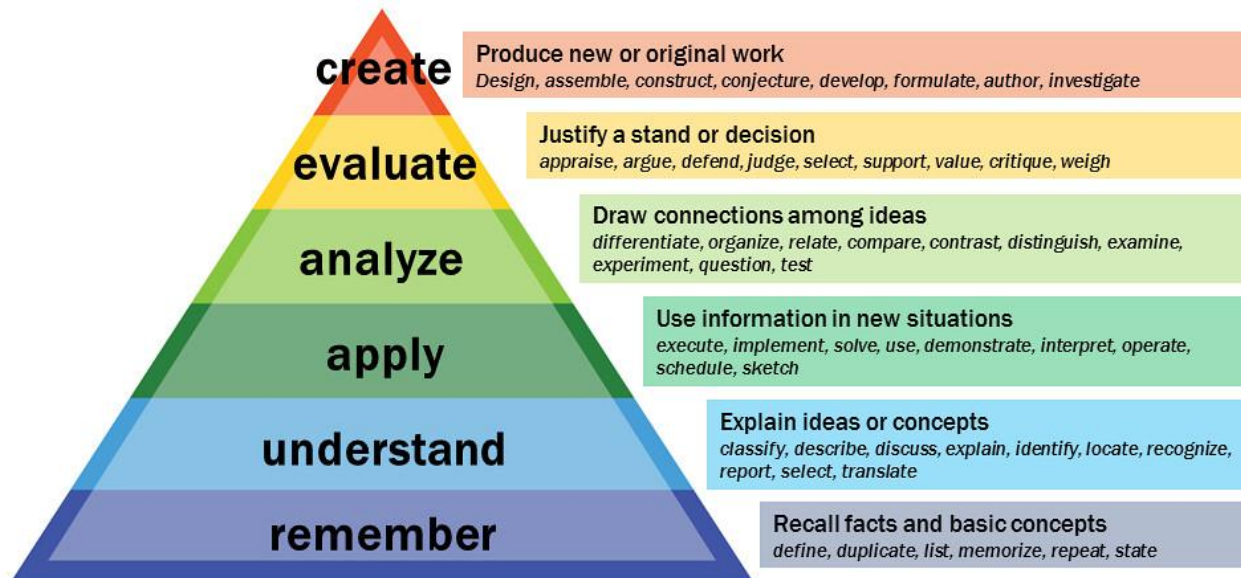 create
Produce new or original work
Design, assemble, construct, conjecture, develop, formulate, author, investigate
evaluate
Justify a stand or decision
appraise, argue, defend, judge, select, support, value, critique, weigh
analyze
Draw connections among ideas
differentiate, organize, relate, compare, contrast, distinguish, examine,
experiment, question, test
apply
Use information in new situations
execute, implement, solve, use, demonstrate, interpret, operate,
schedule, sketch
understand
Explain ideas or concepts
classify, describe, discuss, explain, identify, locate, recognize,
report, select, translate
remember
Recall facts and basic concepts
define, duplicate, list, memorize, repeat, state